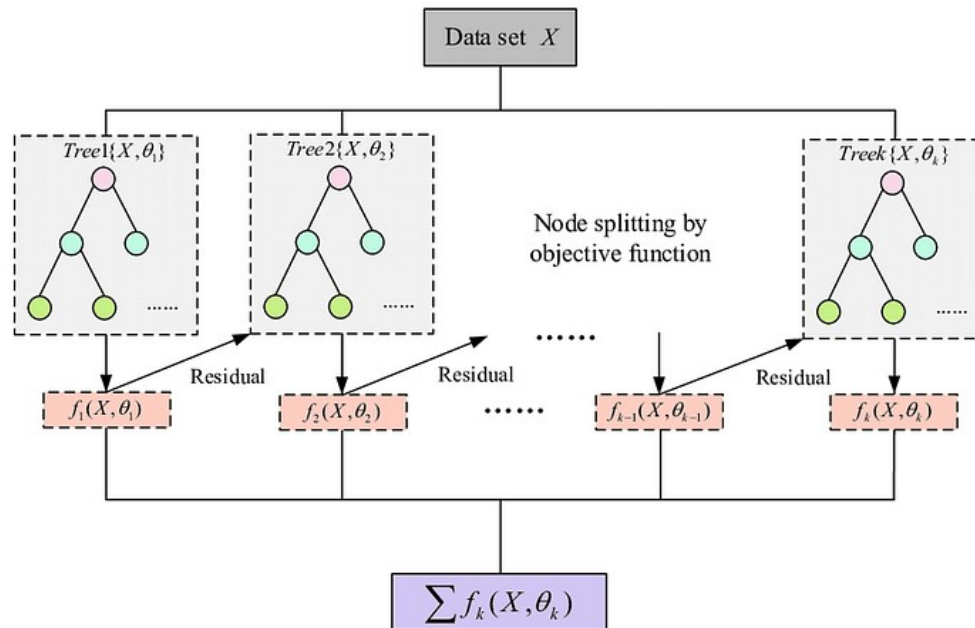 Data set X
Tree1{X,θ₁}
Tree2{X,θ₂}
Treek{X,θₖ}
Node splitting by
objective function
......
......
......
......
Residual
Residual
Residual
f₁(X,θ₁)
f₂(X,θ₂)
......
fₖ₋₁(X,θₖ₋₁)
fₖ(X,θₖ)
∑fₖ(X,θₖ)